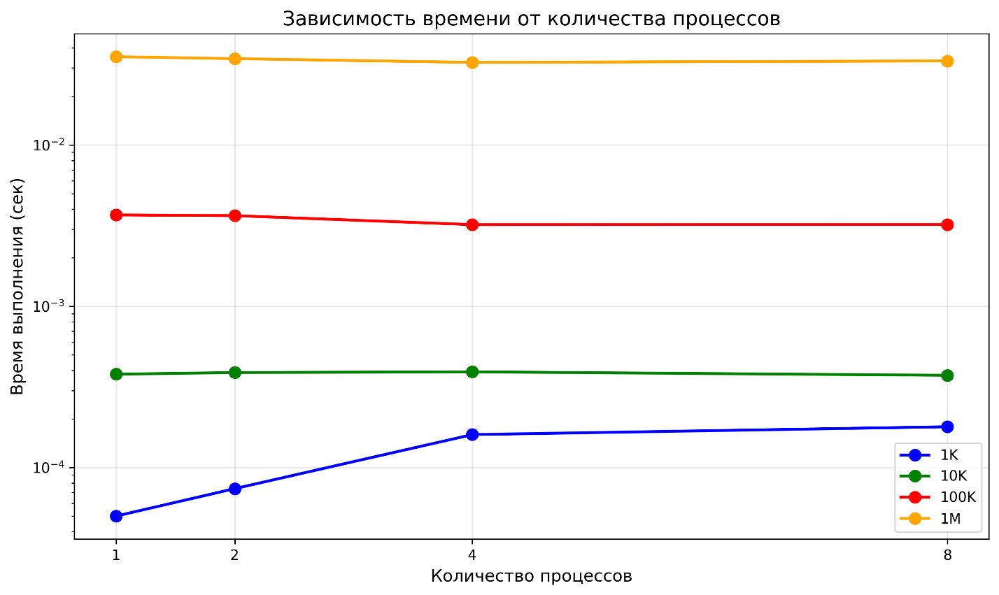 Зависимость времени от количества процессов
Время выполнения (сек)
10⁻²
10⁻³
10⁻⁴
1K
10K
100K
1M
1 2 4 8
Количество процессов